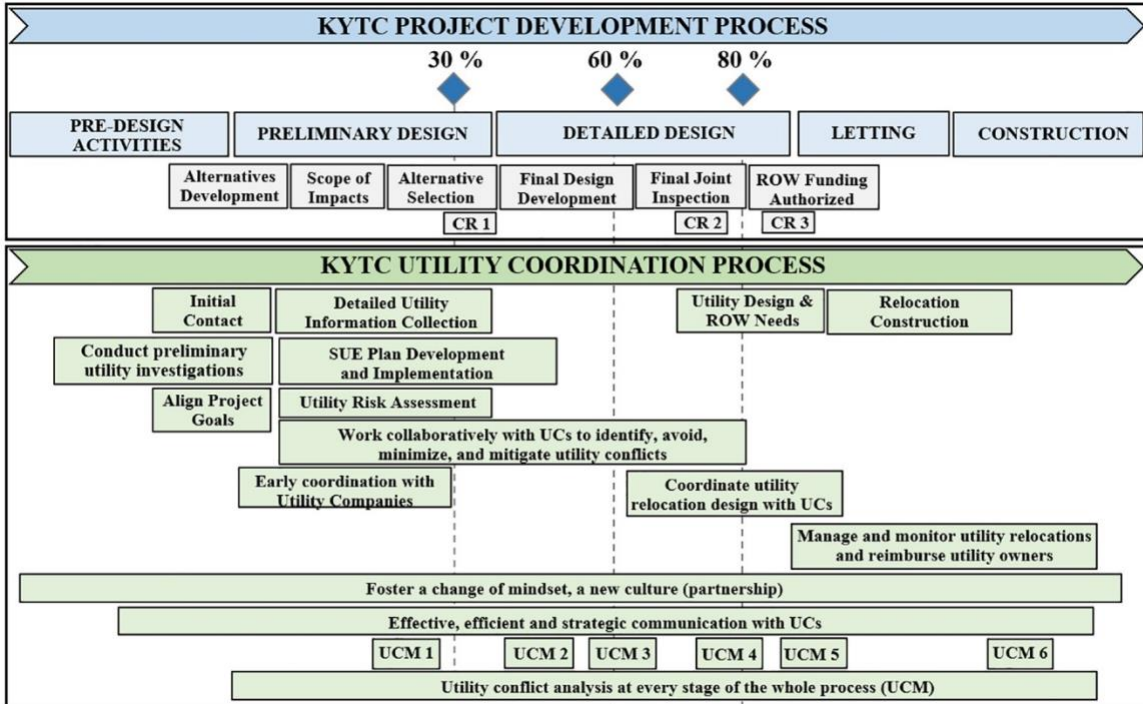 KYTC PROJECT DEVELOPMENT PROCESS
30 %
60 %
80 %
PRE-DESIGN
ACTIVITIES
PRELIMINARY DESIGN
DETAILED DESIGN
LETTING
CONSTRUCTION
Alternatives
Development
Scope of
Impacts
Alternative
Selection
Final Design
Development
Final Joint
Inspection
ROW Funding
Authorized
CR 1
CR 2
CR 3
KYTC UTILITY COORDINATION PROCESS
Initial
Contact
Detailed Utility
Information Collection
Utility Design &
ROW Needs
Relocation
Construction
Conduct preliminary
utility investigations
SUE Plan Development
and Implementation
Align Project
Goals
Utility Risk Assessment
Work collaboratively with UCs to identify, avoid,
minimize, and mitigate utility conflicts
Early coordination with
Utility Companies
Coordinate utility
relocation design with UCs
Manage and monitor utility relocations
and reimburse utility owners
Foster a change of mindset, a new culture (partnership)
Effective, efficient and strategic communication with UCs
UCM 1
UCM 2
UCM 3
UCM 4
UCM 5
UCM 6
Utility conflict analysis at every stage of the whole process (UCM)